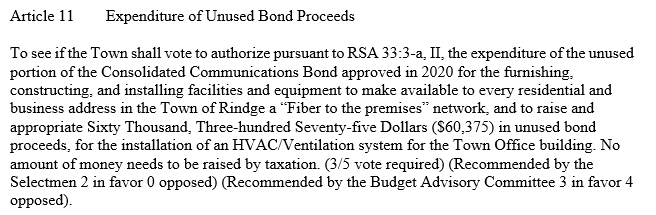 Article 11 Expenditure of Unused Bond Proceeds
To see if the Town shall vote to authorize pursuant to RSA 33:3-a, II, the expenditure of the unused
portion of the Consolidated Communications Bond approved in 2020 for the furnishing,
constructing, and installing facilities and equipment to make available to every residential and
business address in the Town of Rindge a “Fiber to the premises” network, and to raise and
appropriate Sixty Thousand, Three-hundred Seventy-five Dollars ($60,375) in unused bond
proceeds, for the installation of an HVAC/Ventilation system for the Town Office building. No
amount of money needs to be raised by taxation. (3/5 vote required) (Recommended by the
Selectmen 2 in favor 0 opposed) (Recommended by the Budget Advisory Committee 3 in favor 4
opposed).